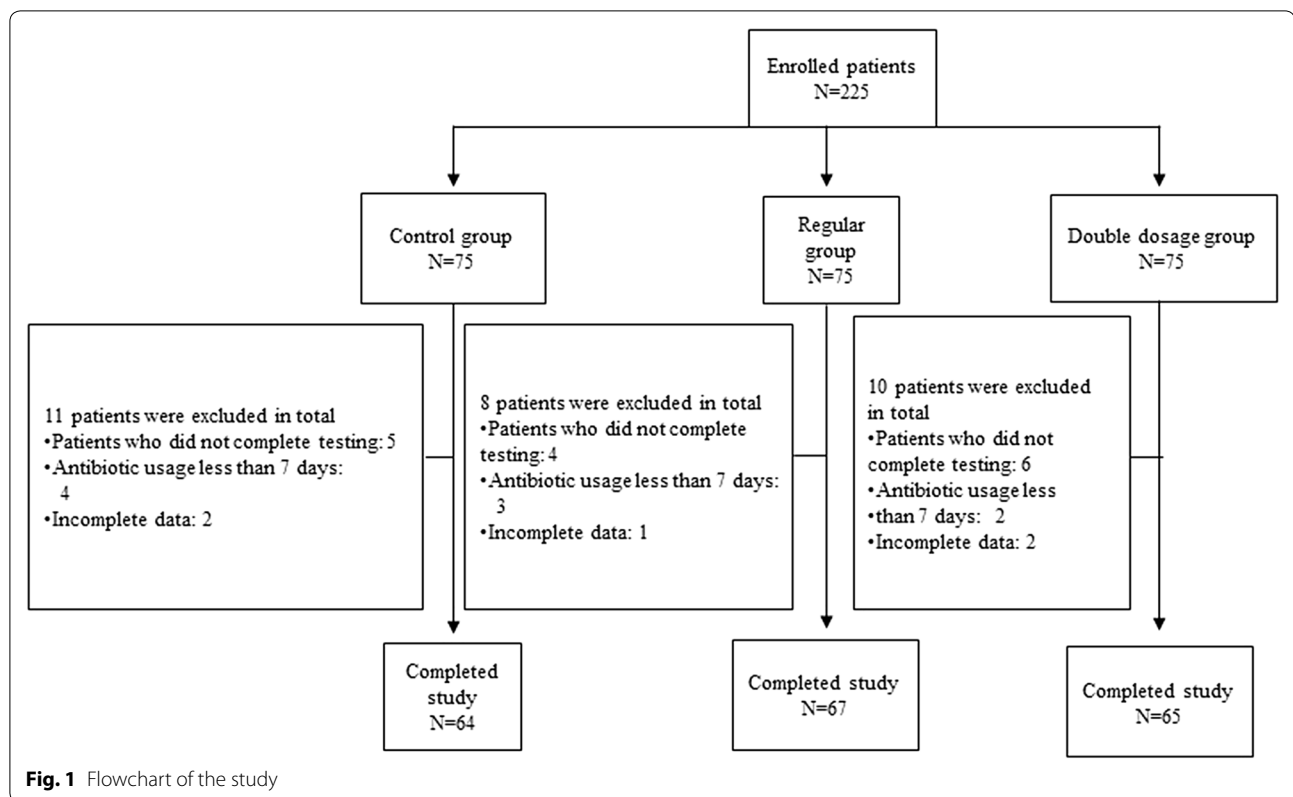 Enrolled patients
N=225
Control group
N=75
Regular
group
N=75
Double dosage group
N=75
11 patients were excluded in total
•Patients who did not complete testing: 5
•Antibiotic usage less than 7 days:
4
•Incomplete data: 2
8 patients were excluded in total
•Patients who did not complete
testing: 4
•Antibiotic usage less than 7 days:
3
•Incomplete data: 1
10 patients were excluded
in total
•Patients who did not
complete testing: 6
•Antibiotic usage less
than 7 days: 2
•Incomplete data: 2
Completed
study
N=64
Completed study
N=67
Completed study
N=65
Fig. 1 Flowchart of the study